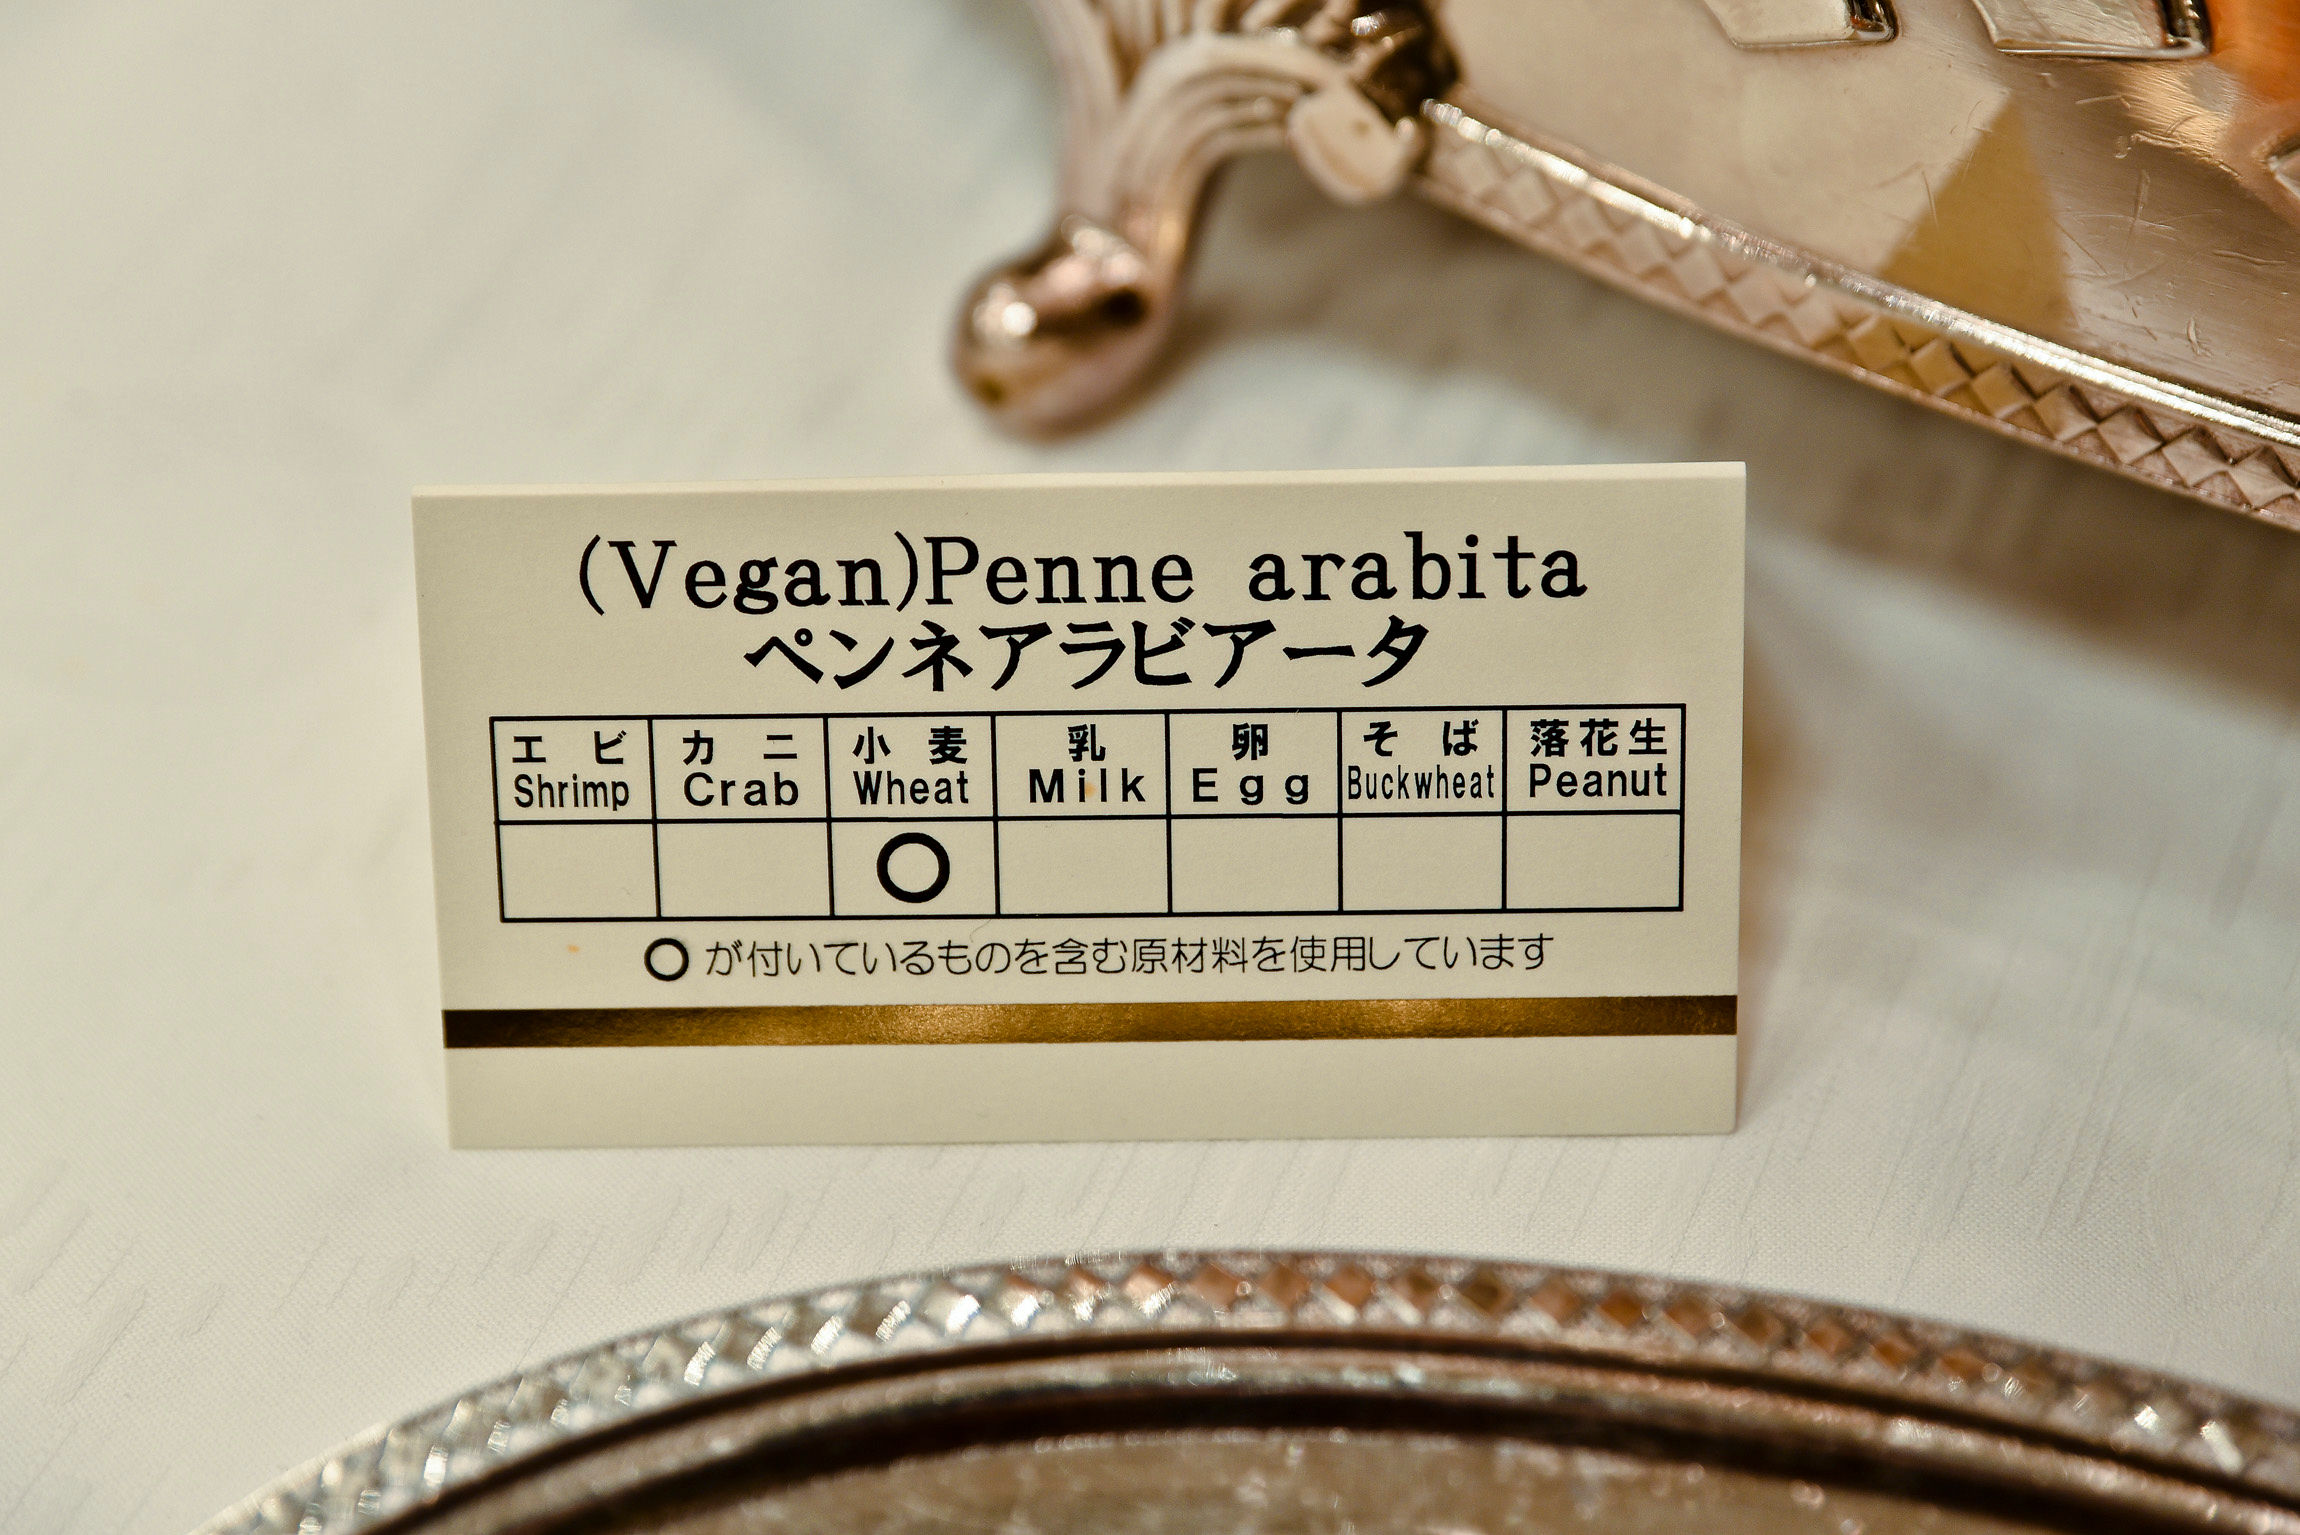 (Vegan)Penne arabita
ペンネアラビアータ
エビ カニ 小麦 乳 卵 そば 落花生
Shrimp Crab Wheat Milk Egg Buckwheat Peanut
○
○が付いているものを含む原材料を使用しています